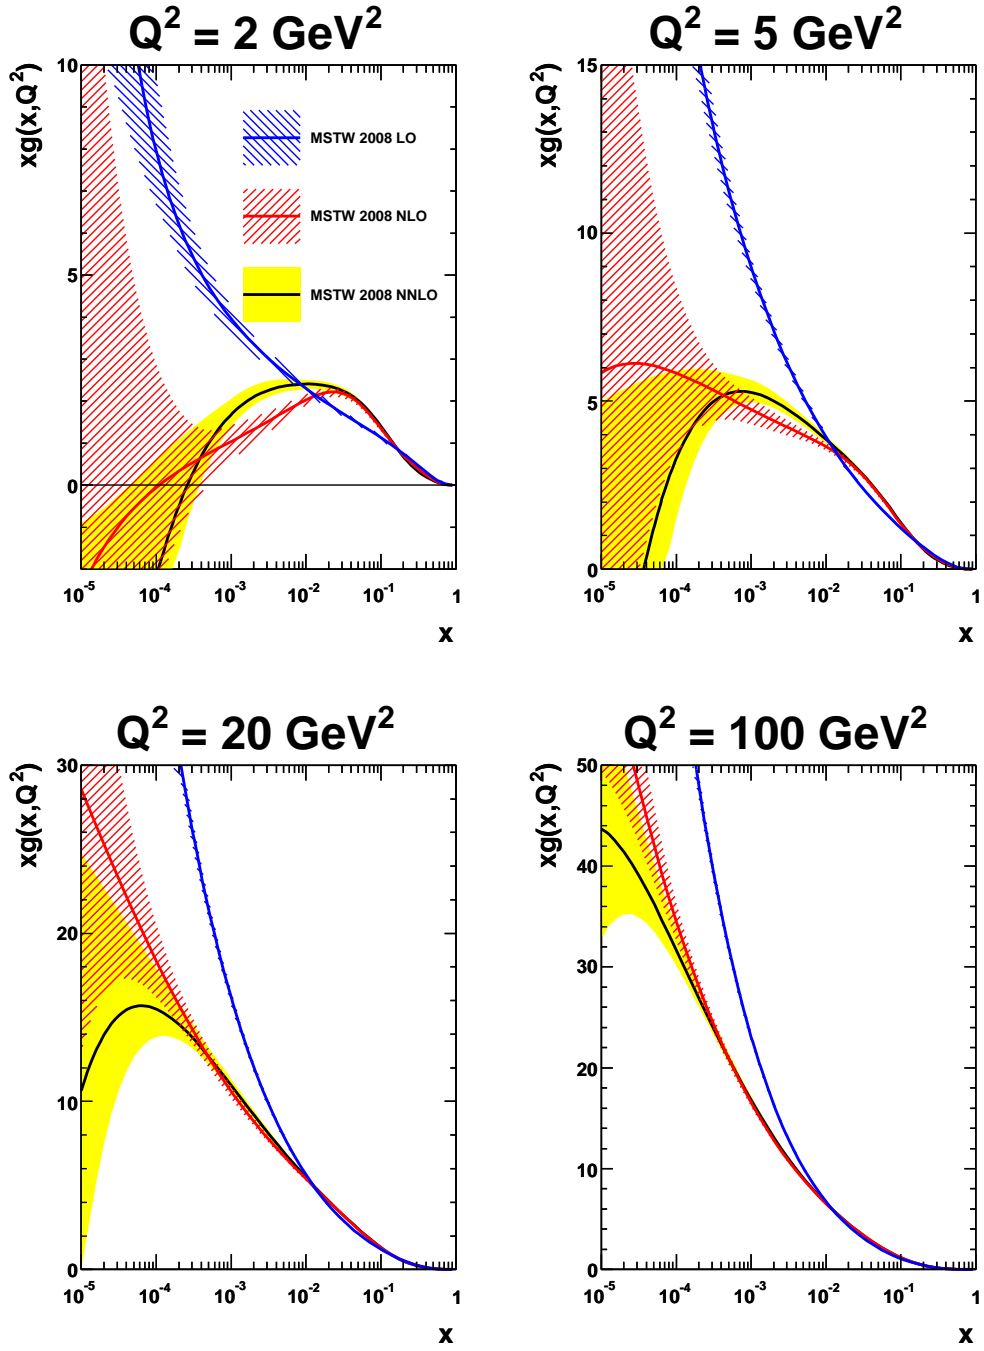 Q² = 2 GeV²
xg(x,Q²)
10
5
0
MSTW 2008 LO
MSTW 2008 NLO
MSTW 2008 NNLO
10⁻⁵ 10⁻⁴ 10⁻³ 10⁻² 10⁻¹ 1
x
Q² = 5 GeV²
xg(x,Q²)
15
10
5
0
10⁻⁵ 10⁻⁴ 10⁻³ 10⁻² 10⁻¹ 1
x
Q² = 20 GeV²
xg(x,Q²)
30
20
10
0
10⁻⁵ 10⁻⁴ 10⁻³ 10⁻² 10⁻¹ 1
x
Q² = 100 GeV²
xg(x,Q²)
50
40
30
20
10
0
10⁻⁵ 10⁻⁴ 10⁻³ 10⁻² 10⁻¹ 1
x